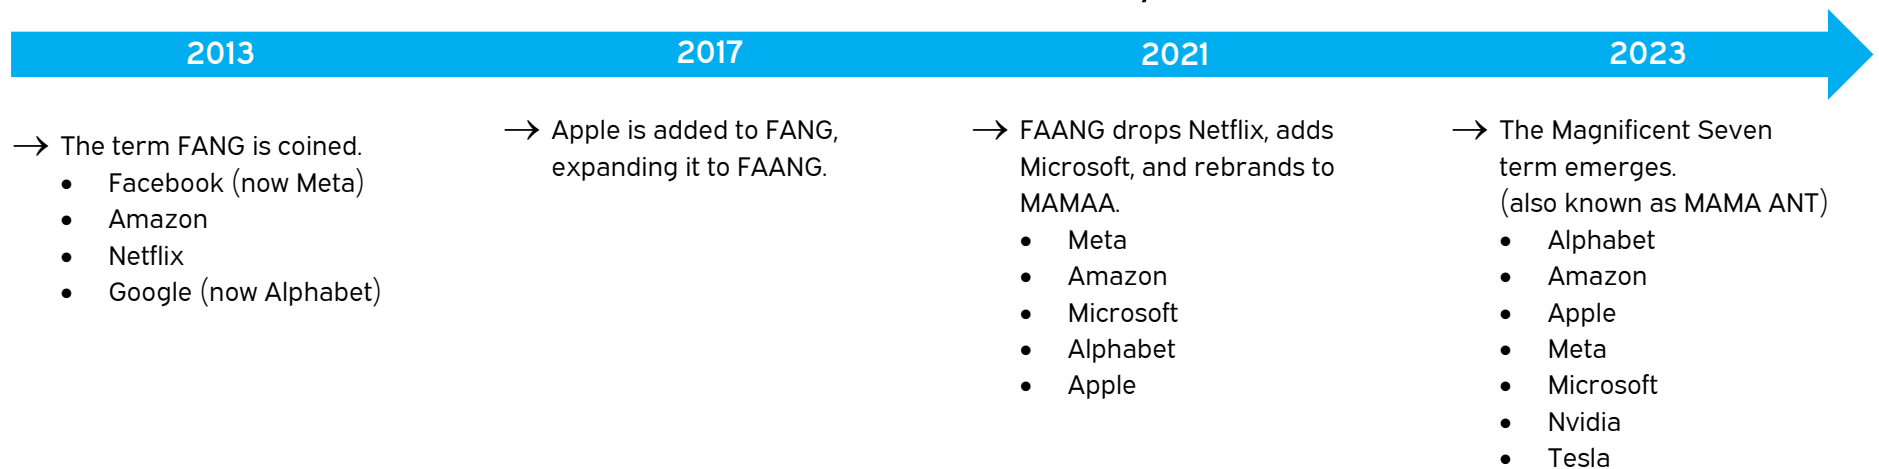 2013
→ The term FANG is coined.
• Facebook (now Meta)
• Amazon
• Netflix
• Google (now Alphabet)
2017
→ Apple is added to FANG,
expanding it to FAANG.
2021
→ FAANG drops Netflix, adds
Microsoft, and rebrands to
MAMAA.
• Meta
• Amazon
• Microsoft
• Alphabet
• Apple
2023
→ The Magnificent Seven
term emerges.
(also known as MAMA ANT)
• Alphabet
• Amazon
• Apple
• Meta
• Microsoft
• Nvidia
• Tesla